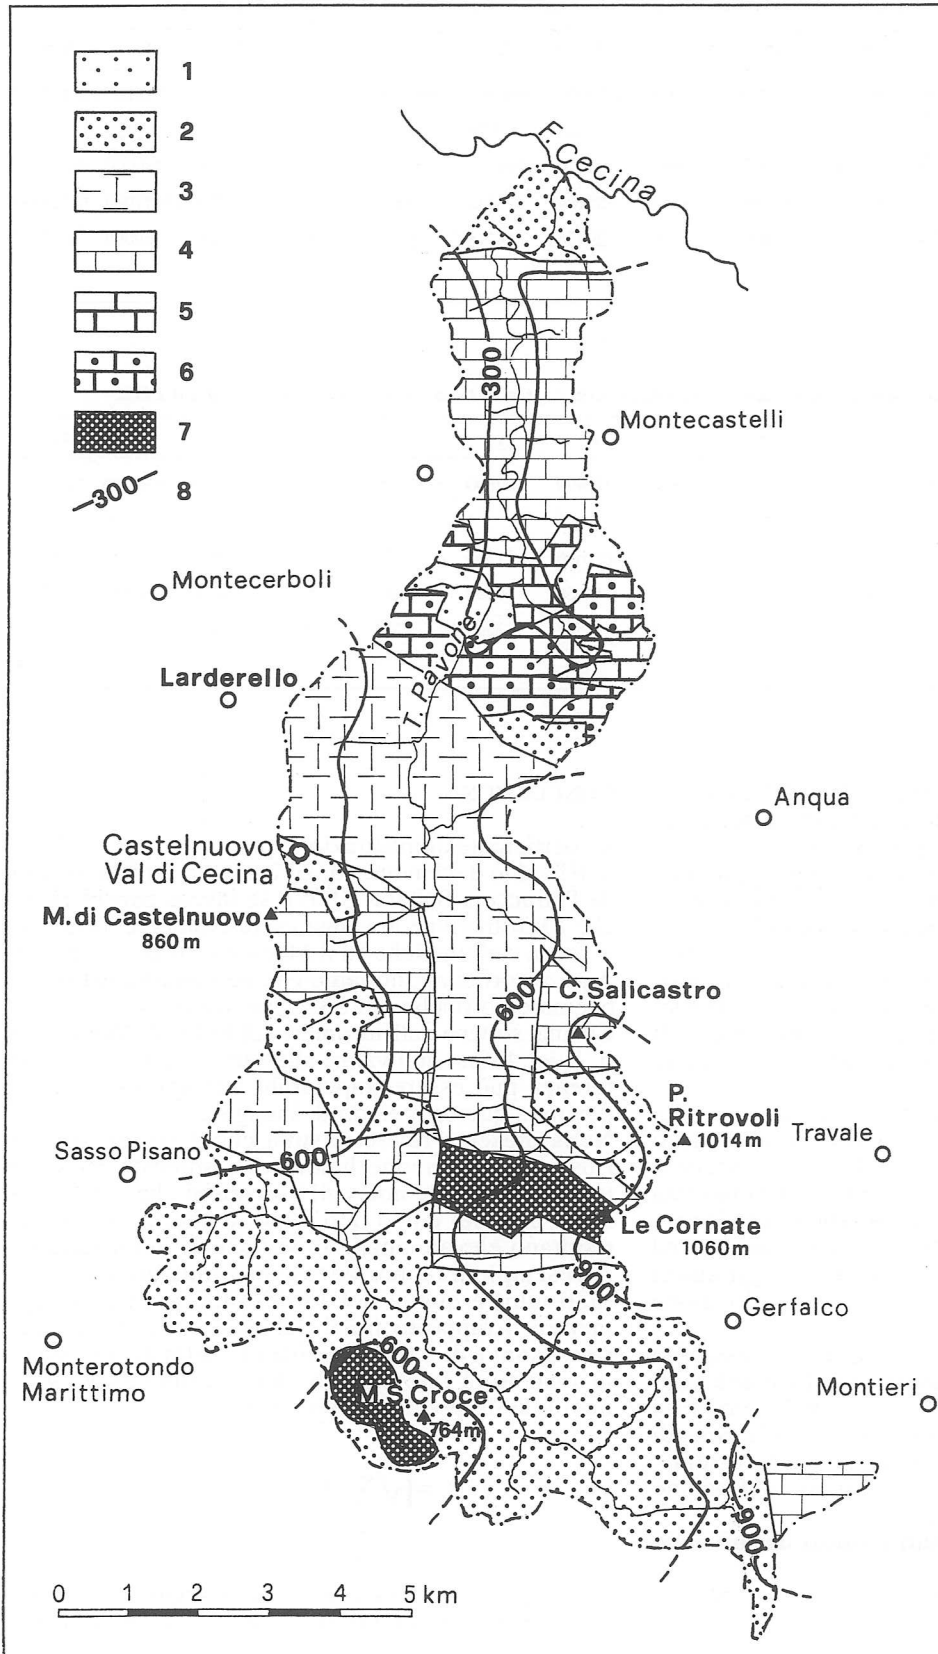 1
2
3
4
5
6
7
—300— 8
F. Cecina
300
Montecastelli
Montecerboli
T. Pavone
Larderello
Anqua
Castelnuovo
Val di Cecina
M. di Castelnuovo
860 m
C. Salicastro
600
P.
Ritrovoli
1014 m
Travale
Sasso Pisano
600
Le Cornate
1060 m
900
Gerfalco
Monterotondo
Marittimo
600
M. S. Croce
764 m
Montieri
900
0 1 2 3 4 5 km